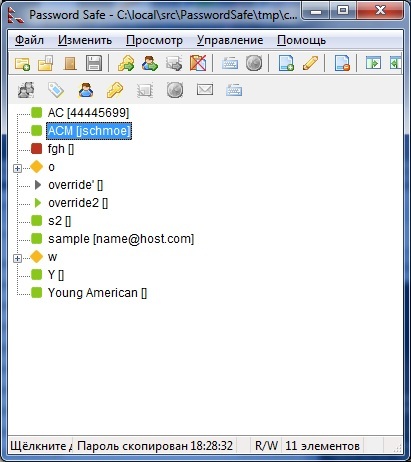 Password Safe - C:\local\src\PasswordSafe\tmp\c...
Файл Изменить Просмотр Управление Помощь
AC [44445699]
ACM [jschmoe]
fgh []
o
override' []
override2 []
s2 []
sample [name@host.com]
w
Y []
Young American []
Щёлкните д Пароль скопирован 18:28:32 R/W 11 элементов